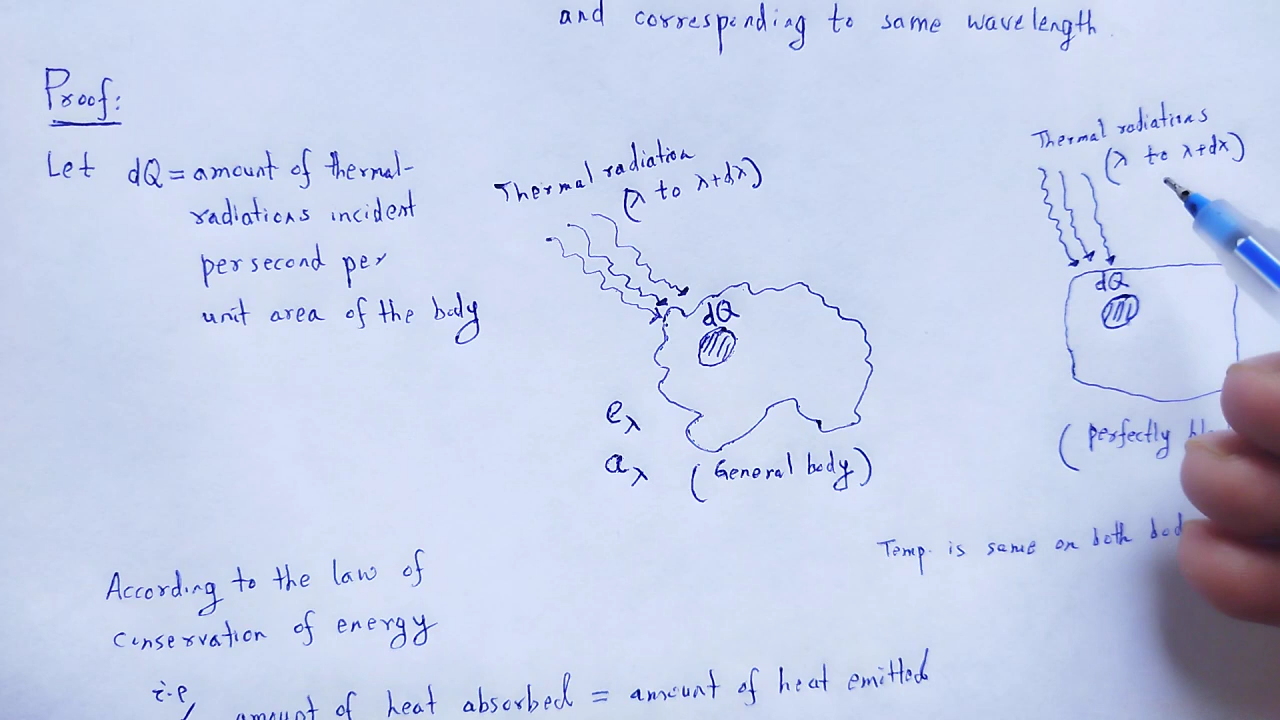 and corresponding to same wavelength
Proof:
Let dQ = amount of thermal-
radiations incident
per second per
unit area of the body
Thermal radiation
(λ to λ+dλ)
dQ
eλ
aλ
(General body)
Thermal radiations
(λ to λ+dλ)
dQ
(perfectly
Temp. is same on both
According to the law of
conservation of energy
i.e
amount of heat absorbed = amount of heat emitted